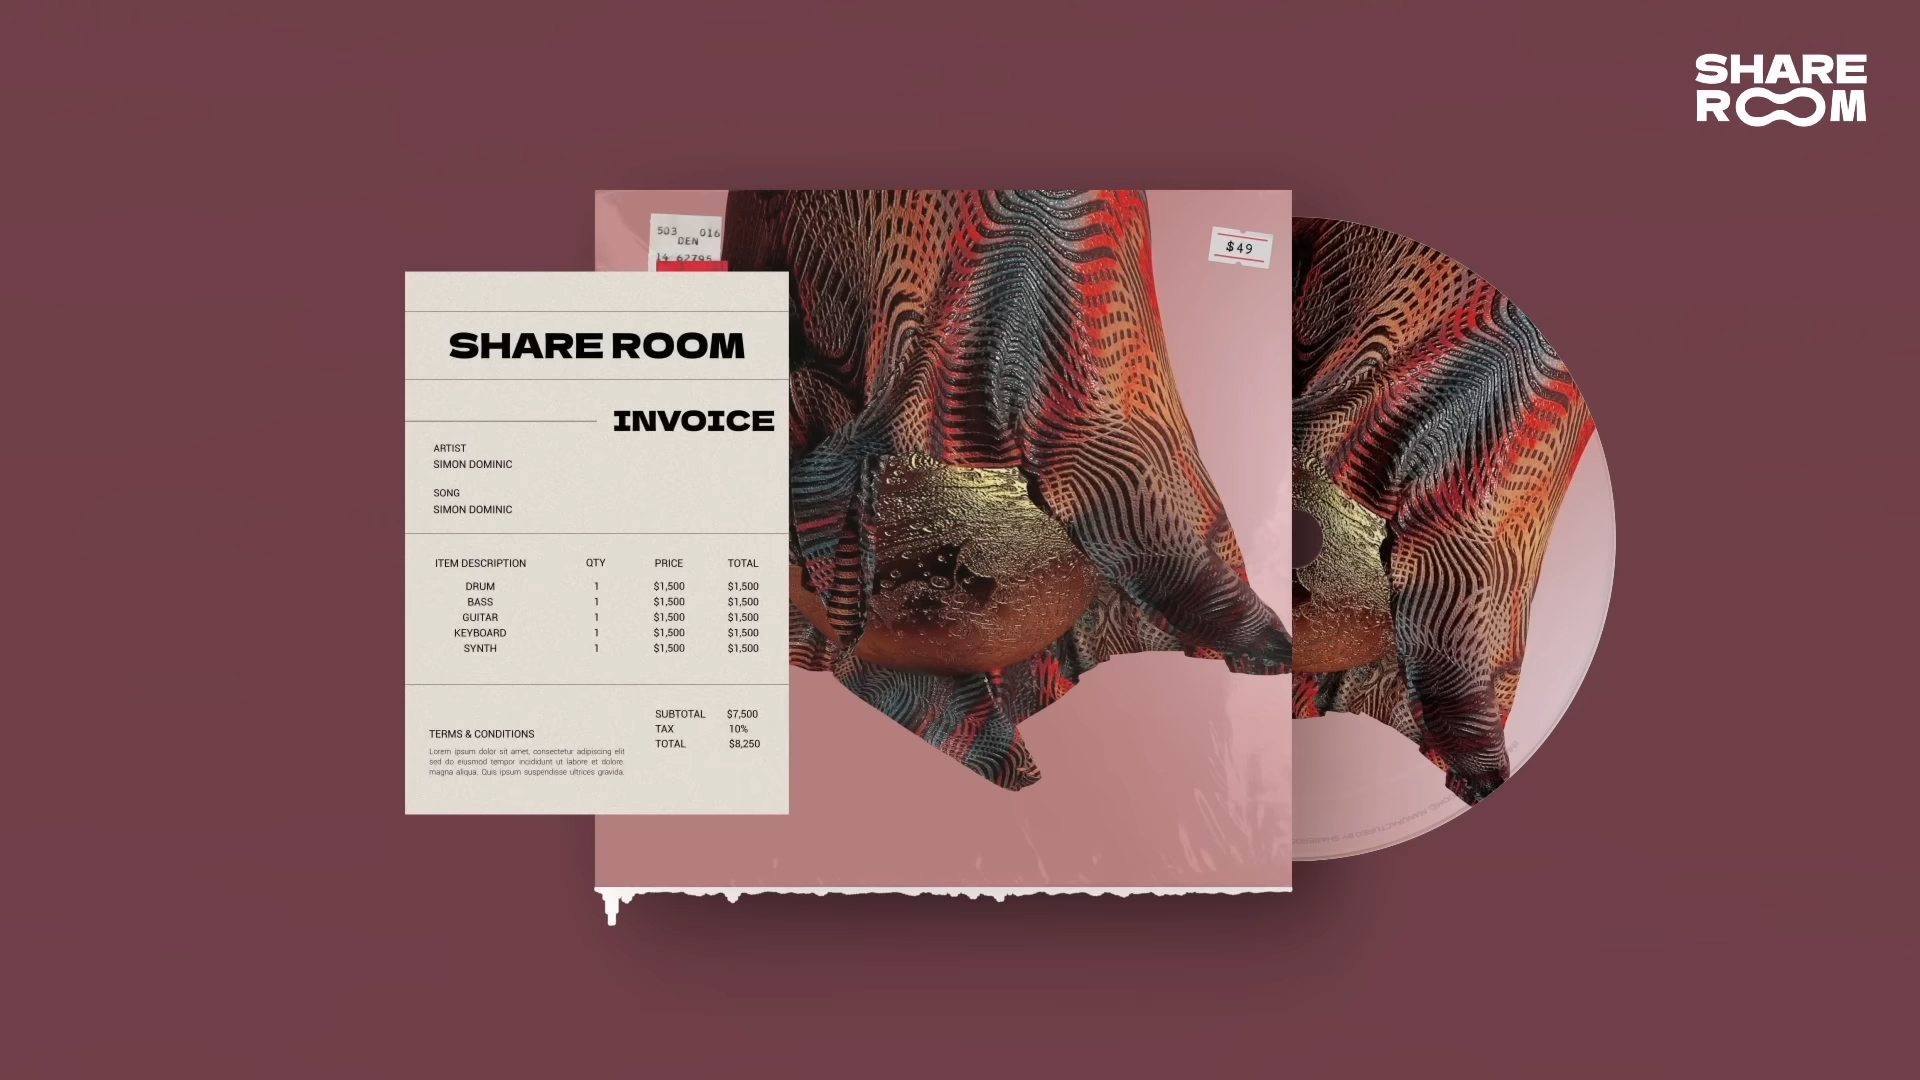 SHARE
ROOM
503 016
DEN
14 62795
$49
SHARE ROOM
INVOICE
ARTIST
SIMON DOMINIC
SONG
SIMON DOMINIC
ITEM DESCRIPTION QTY PRICE TOTAL
DRUM 1 $1,500 $1,500
BASS 1 $1,500 $1,500
GUITAR 1 $1,500 $1,500
KEYBOARD 1 $1,500 $1,500
SYNTH 1 $1,500 $1,500
SUBTOTAL $7,500
TAX 10%
TOTAL $8,250
TERMS & CONDITIONS
Lorem ipsum dolor sit amet, consectetur adipiscing elit
sed do eiusmod tempor incididunt ut labore et dolore.
magna aliqua. Quis ipsum suspendisse ultrices gravida.
MANUFACTURED BY